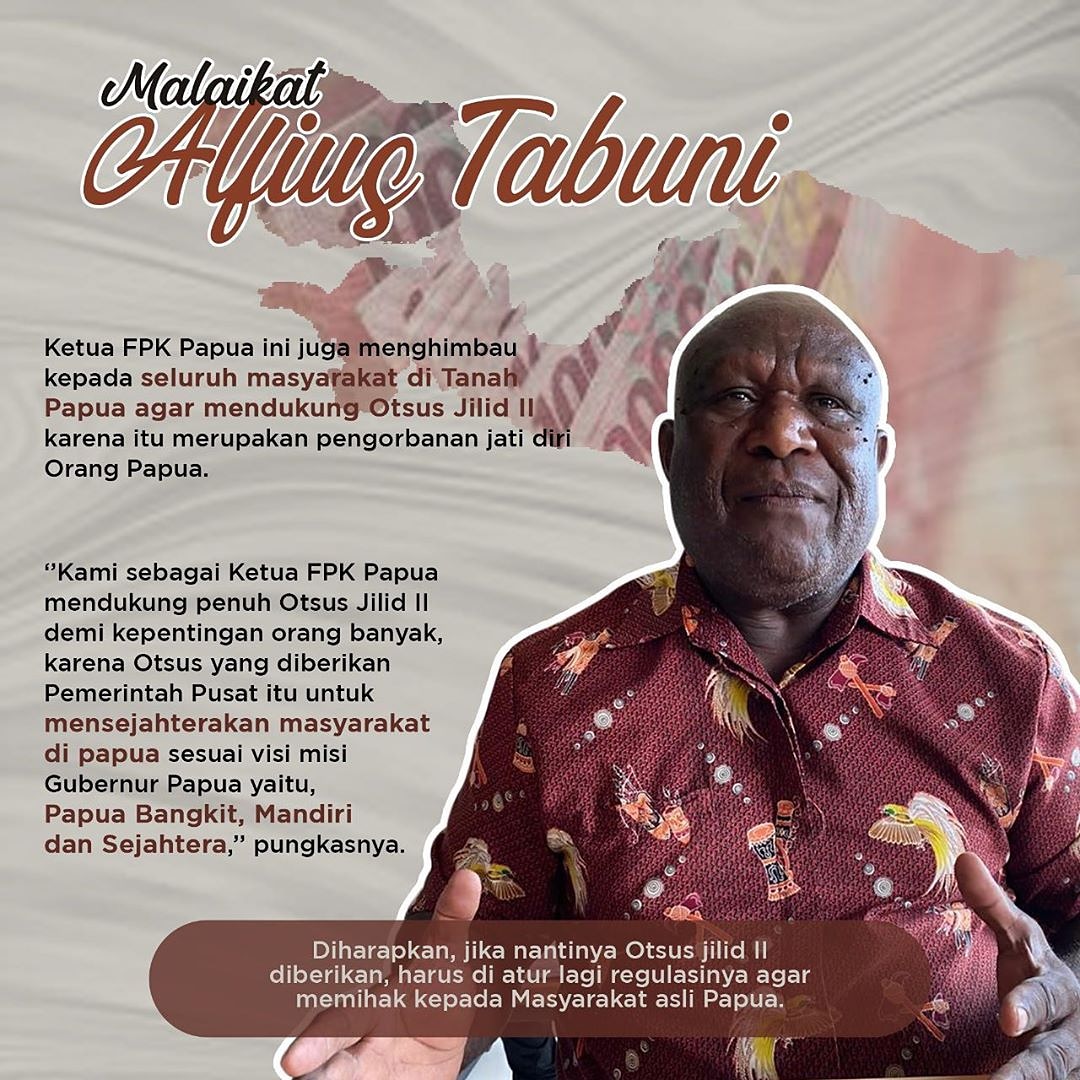 Malaikat
Alfius Tabuni
Ketua FPK Papua ini juga menghimbau
kepada seluruh masyarakat di Tanah
Papua agar mendukung Otsus Jilid II
karena itu merupakan pengorbanan jati diri
Orang Papua.
‘’Kami sebagai Ketua FPK Papua
mendukung penuh Otsus Jilid II
demi kepentingan orang banyak,
karena Otsus yang diberikan
Pemerintah Pusat itu untuk
mensejahterakan masyarakat
di papua sesuai visi misi
Gubernur Papua yaitu,
Papua Bangkit, Mandiri
dan Sejahtera,’’ pungkasnya.
Diharapkan, jika nantinya Otsus jilid II
diberikan, harus di atur lagi regulasinya agar
memihak kepada Masyarakat asli Papua.